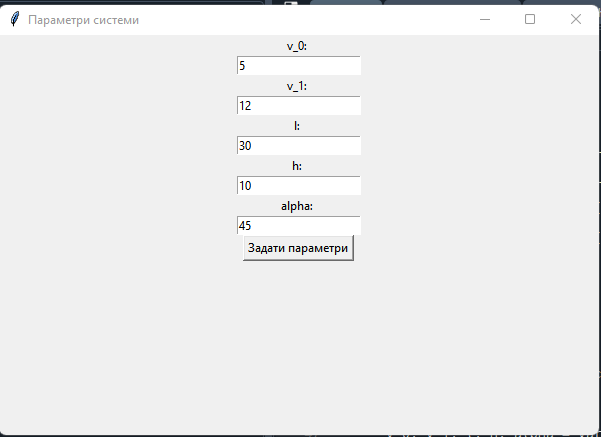 Параметри системи
v_0:
5
v_1:
12
l:
30
h:
10
alpha:
45
Задати параметри